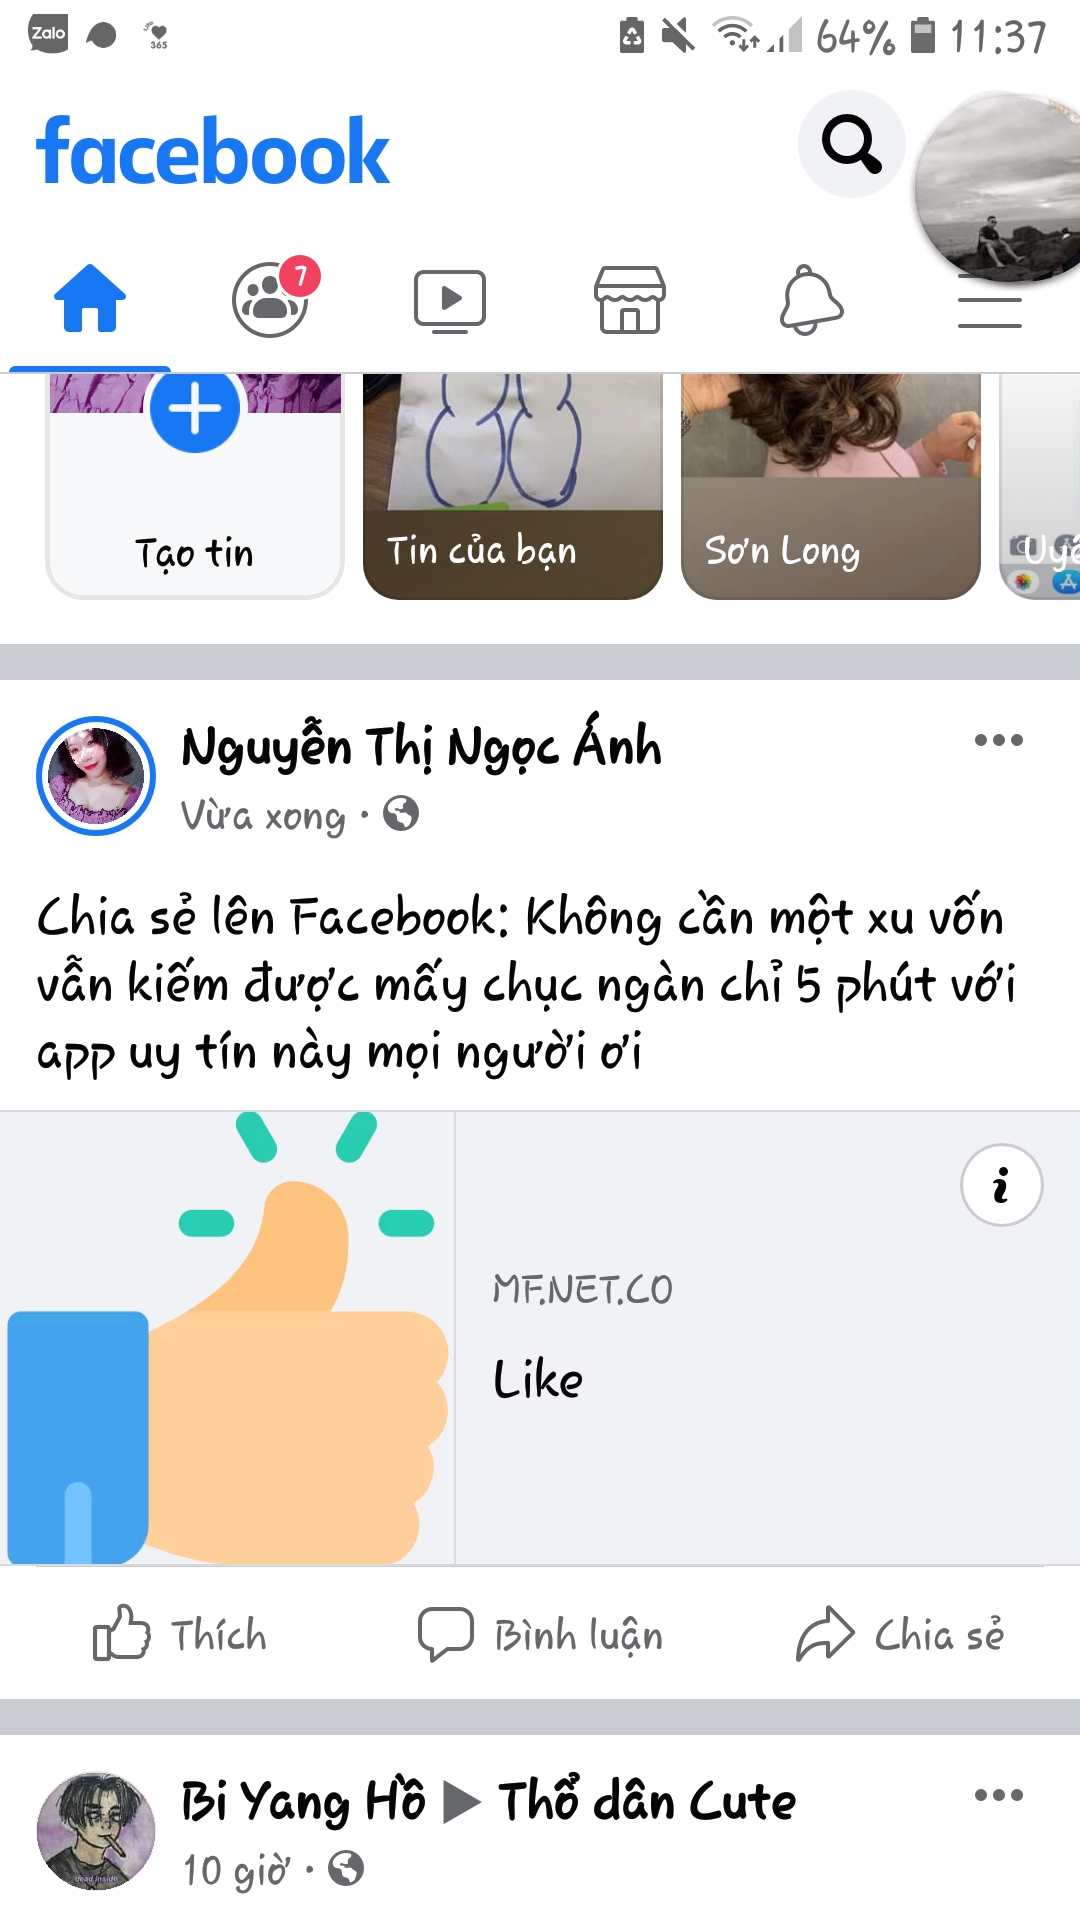 Zalo
365
64% 11:37
facebook
7
Tạo tin
Tin của bạn
Sơn Long
Uyê
Nguyễn Thị Ngọc Ánh
Vừa xong ·
Chia sẻ lên Facebook: Không cần một xu vốn
vẫn kiếm được mấy chục ngàn chỉ 5 phút với
app uy tín này mọi người ơi
i
MF.NET.CO
Like
Thích
Bình luận
Chia sẻ
Bi Yang Hồ ▶ Thổ dân Cute
10 giờ ·
dead inside